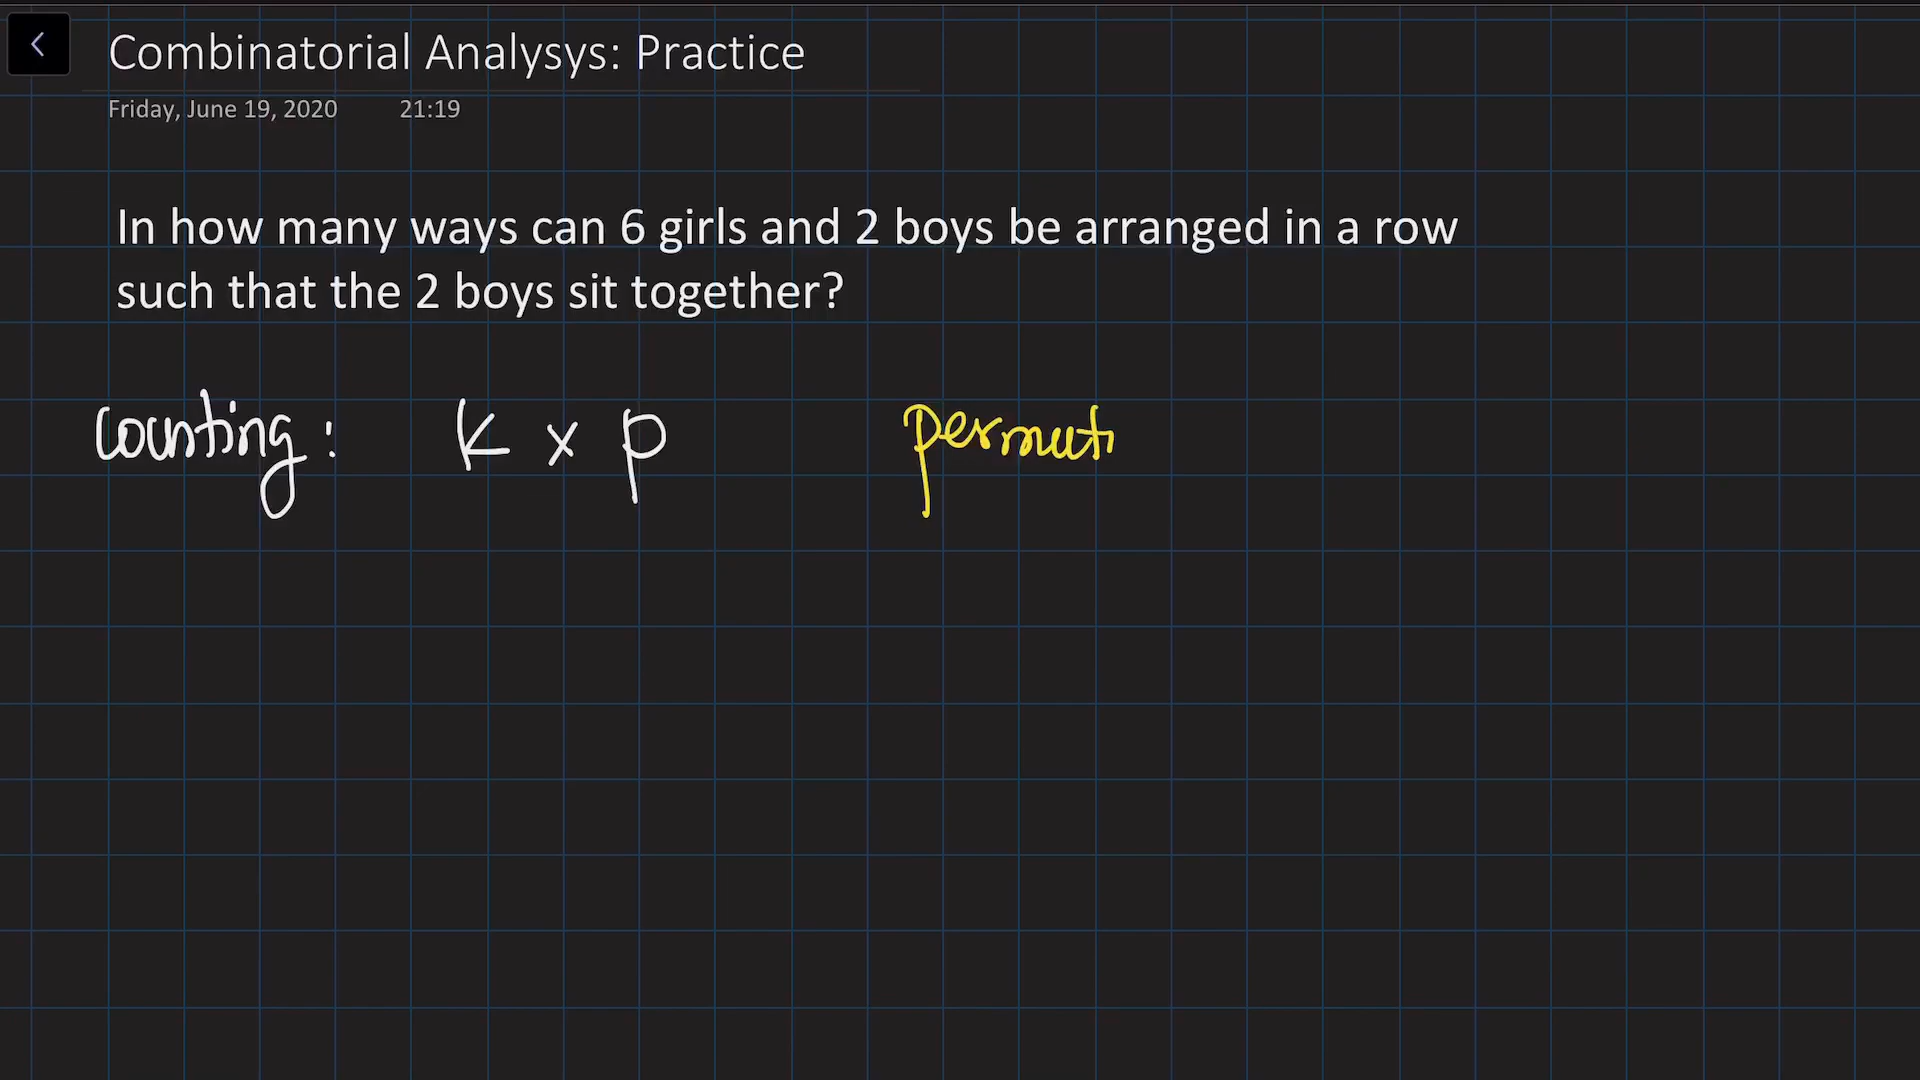 Combinatorial Analysys: Practice
Friday, June 19, 2020 21:19
In how many ways can 6 girls and 2 boys be arranged in a row
such that the 2 boys sit together?
Counting: k x p permuti